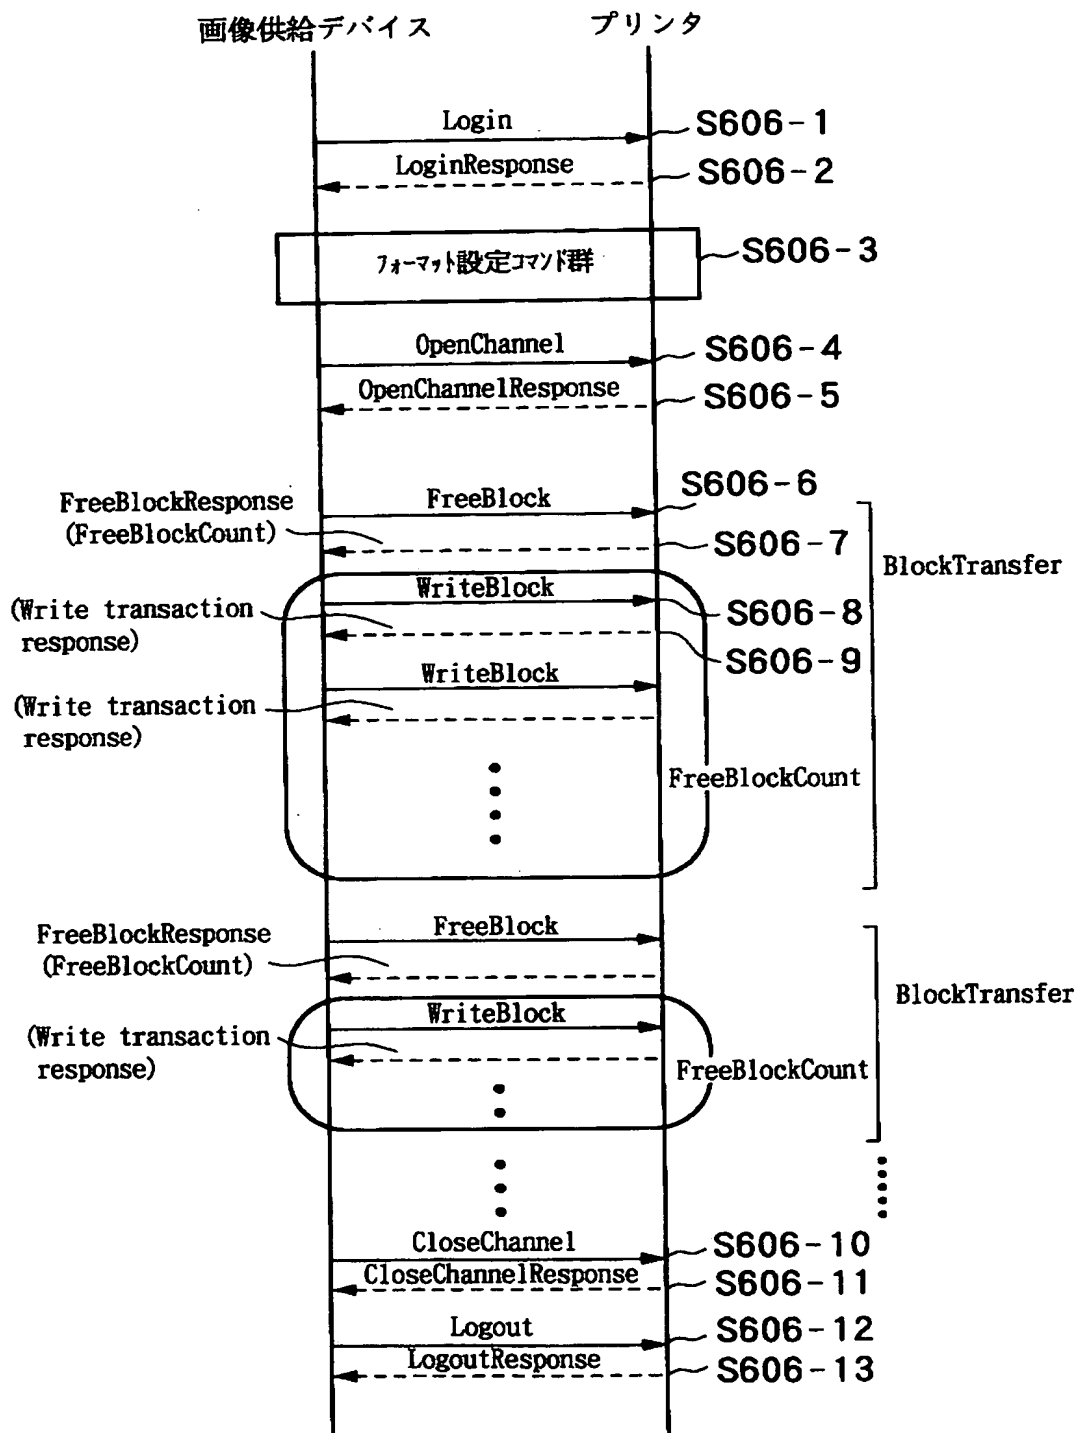 画像供給デバイス
プリンタ
Login
S606-1
LoginResponse
S606-2
フォーマット設定コマンド群
S606-3
OpenChannel
S606-4
OpenChannelResponse
S606-5
FreeBlockResponse
(FreeBlockCount)
FreeBlock
S606-6
S606-7
BlockTransfer
WriteBlock
S606-8
(Write transaction
response)
S606-9
WriteBlock
(Write transaction
response)
FreeBlockCount
FreeBlockResponse
(FreeBlockCount)
FreeBlock
BlockTransfer
WriteBlock
(Write transaction
response)
FreeBlockCount
CloseChannel
S606-10
CloseChannelResponse
S606-11
Logout
S606-12
LogoutResponse
S606-13